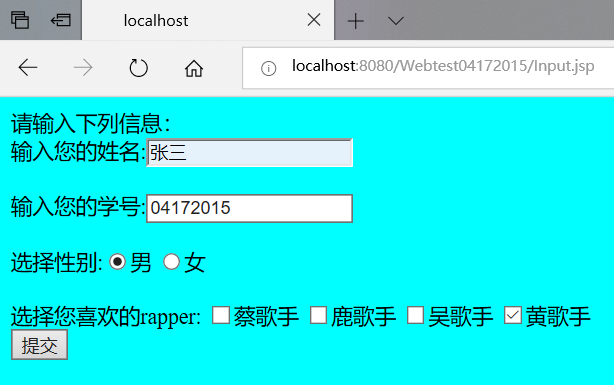 localhost
localhost:8080/Webtest04172015/Input.jsp
请输入下列信息:
输入您的姓名:张三
输入您的学号:04172015
选择性别: 男 女
选择您喜欢的rapper: 蔡歌手 鹿歌手 吴歌手 黄歌手
提交